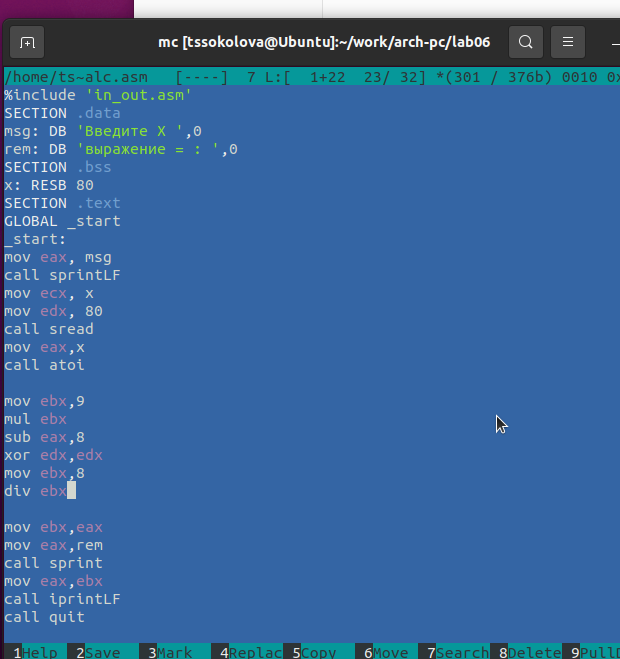 mc [tssokolova@Ubuntu]:~/work/arch-pc/lab06
/home/ts~alc.asm   [----]  7 L:[  1+22  23/ 32] *(301 / 376b) 0010 0x
%include 'in_out.asm'
SECTION .data
msg: DB 'Введите X ',0
rem: DB 'выражение = : ',0
SECTION .bss
x: RESB 80
SECTION .text
GLOBAL _start
_start:
mov eax, msg
call sprintLF
mov ecx, x
mov edx, 80
call sread
mov eax,x
call atoi
mov ebx,9
mul ebx
sub eax,8
xor edx,edx
mov ebx,8
div ebx
mov ebx,eax
mov eax,rem
call sprint
mov eax,ebx
call iprintLF
call quit
1Help  2Save  3Mark  4Replac 5Copy  6Move  7Search 8Delete 9PullD